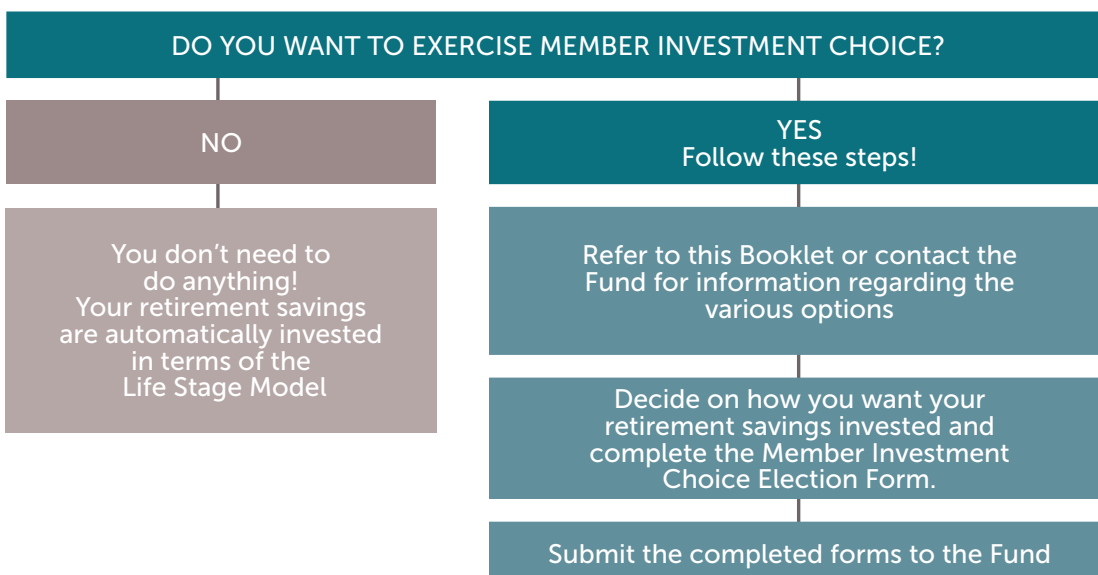 DO YOU WANT TO EXERCISE MEMBER INVESTMENT CHOICE?
NO
You don’t need to
do anything!
Your retirement savings
are automatically invested
in terms of the
Life Stage Model
YES
Follow these steps!
Refer to this Booklet or contact the
Fund for information regarding the
various options
Decide on how you want your
retirement savings invested and
complete the Member Investment
Choice Election Form.
Submit the completed forms to the Fund